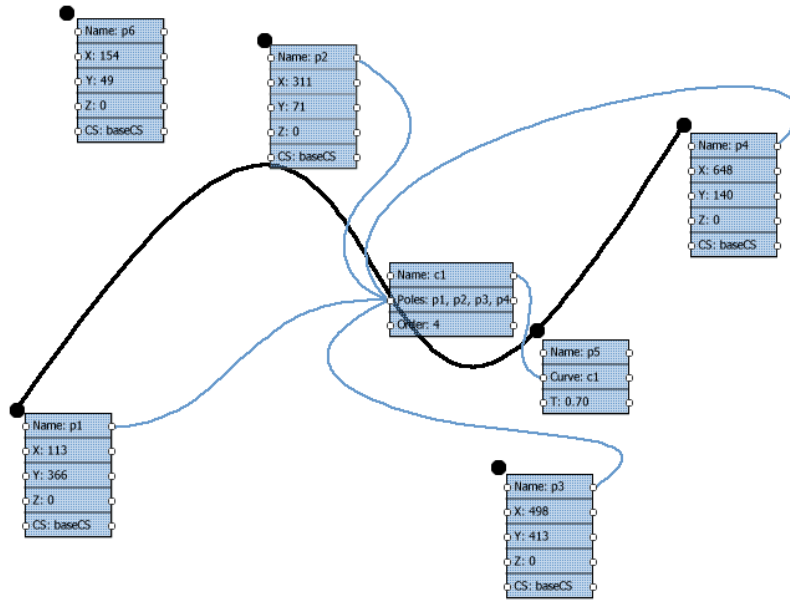 Name: p6
X: 154
Y: 49
Z: 0
CS: baseCS
Name: p2
X: 311
Y: 71
Z: 0
CS: baseCS
Name: p4
X: 648
Y: 140
Z: 0
CS: baseCS
Name: c1
Poles: p1, p2, p3, p4
Order: 4
Name: p5
Curve: c1
T: 0.70
Name: p1
X: 113
Y: 366
Z: 0
CS: baseCS
Name: p3
X: 498
Y: 413
Z: 0
CS: baseCS